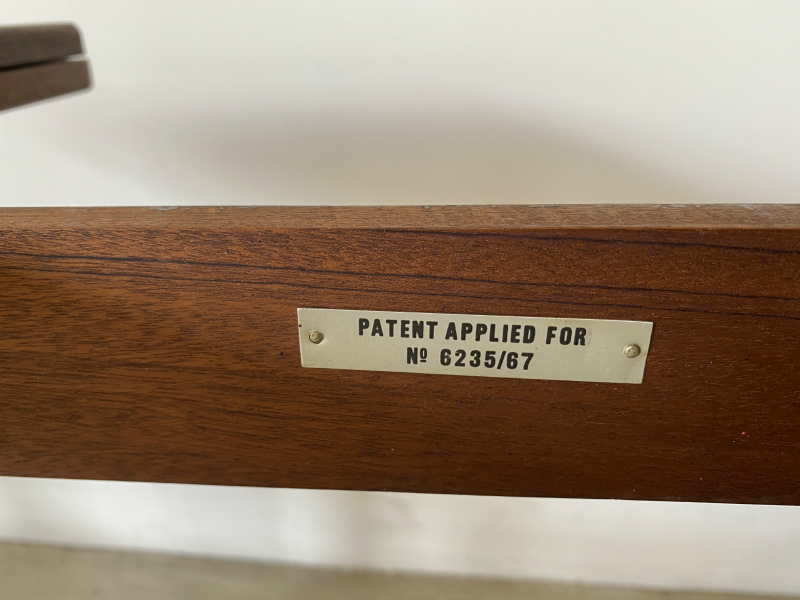 PATENT APPLIED FOR
Nº 6235/67